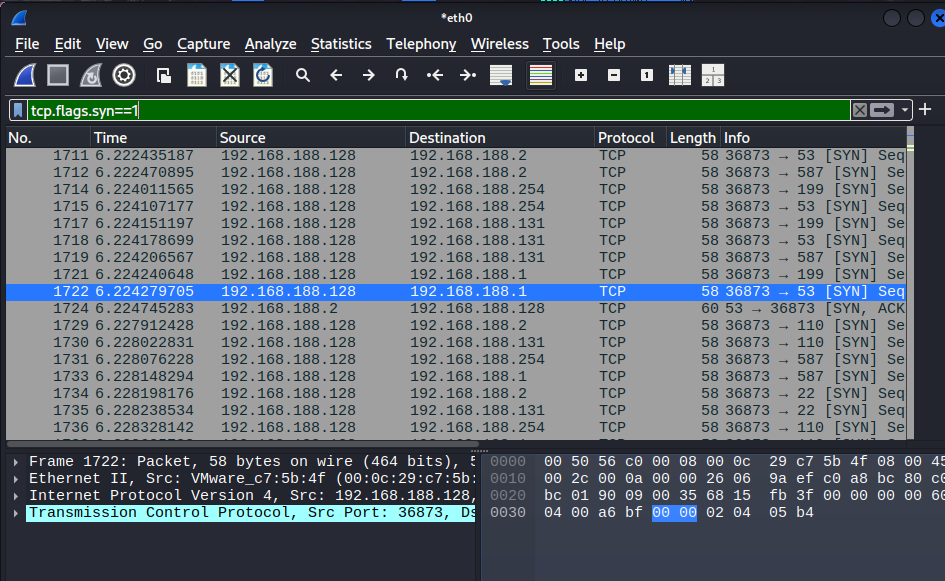 *eth0
File Edit View Go Capture Analyze Statistics Telephony Wireless Tools Help
tcp.flags.syn==1
No. Time Source Destination Protocol Length Info
1711 6.222435187 192.168.188.128 192.168.188.2 TCP 58 36873 → 53 [SYN] Seq
1712 6.222470895 192.168.188.128 192.168.188.2 TCP 58 36873 → 587 [SYN] Se
1714 6.224011565 192.168.188.128 192.168.188.254 TCP 58 36873 → 199 [SYN] Se
1715 6.224107177 192.168.188.128 192.168.188.254 TCP 58 36873 → 53 [SYN] Seq
1717 6.224151197 192.168.188.128 192.168.188.131 TCP 58 36873 → 199 [SYN] Se
1718 6.224178699 192.168.188.128 192.168.188.131 TCP 58 36873 → 53 [SYN] Seq
1719 6.224206567 192.168.188.128 192.168.188.131 TCP 58 36873 → 587 [SYN] Se
1721 6.224240648 192.168.188.128 192.168.188.1 TCP 58 36873 → 199 [SYN] Se
1722 6.224279705 192.168.188.128 192.168.188.1 TCP 58 36873 → 53 [SYN] Seq
1724 6.224745283 192.168.188.2 192.168.188.128 TCP 60 53 → 36873 [SYN, ACK
1729 6.227912428 192.168.188.128 192.168.188.2 TCP 58 36873 → 110 [SYN] Se
1730 6.228022831 192.168.188.128 192.168.188.131 TCP 58 36873 → 110 [SYN] Se
1731 6.228076228 192.168.188.128 192.168.188.254 TCP 58 36873 → 587 [SYN] Se
1733 6.228148294 192.168.188.128 192.168.188.1 TCP 58 36873 → 587 [SYN] Se
1734 6.228198176 192.168.188.128 192.168.188.2 TCP 58 36873 → 22 [SYN] Seq
1735 6.228238534 192.168.188.128 192.168.188.131 TCP 58 36873 → 22 [SYN] Seq
1736 6.228328142 192.168.188.128 192.168.188.254 TCP 58 36873 → 110 [SYN] Se
Frame 1722: Packet, 58 bytes on wire (464 bits), 5
Ethernet II, Src: VMware_c7:5b:4f (00:0c:29:c7:5b:
Internet Protocol Version 4, Src: 192.168.188.128,
Transmission Control Protocol, Src Port: 36873, Ds
0000 00 50 56 c0 00 08 00 0c 29 c7 5b 4f 08 00 45
0010 00 2c 00 0a 00 00 26 06 9a ef c0 a8 bc 80 c0
0020 bc 01 90 09 00 35 68 15 fb 3f 00 00 00 00 60
0030 04 00 a6 bf 00 00 02 04 05 b4